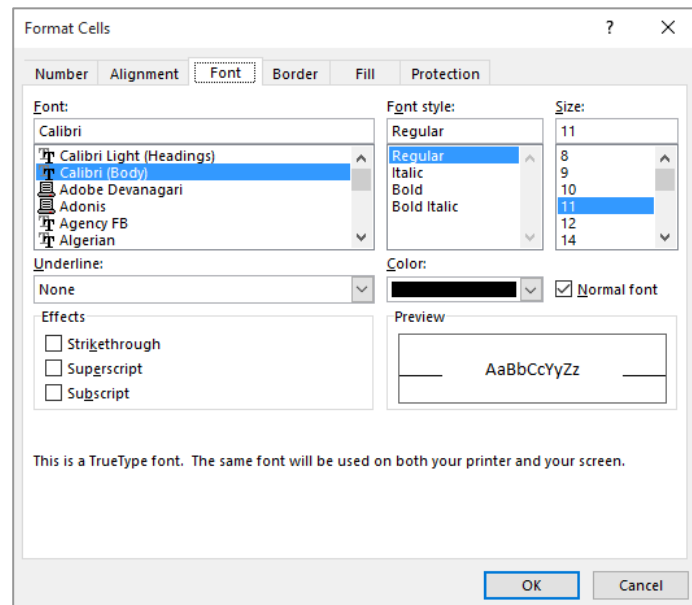 Format Cells ?
Number Alignment Font Border Fill Protection
Font: Font style: Size:
Calibri Regular 11
Calibri Light (Headings) Regular 8
Calibri (Body) Italic 9
Adobe Devanagari Bold 10
Adonis Bold Italic 11
Agency FB 12
Algerian 14
Underline: Color:
None Normal font
Effects Preview
Strikethrough
Superscript AaBbCcYyZz
Subscript
This is a TrueType font.  The same font will be used on both your printer and your screen.
OK Cancel